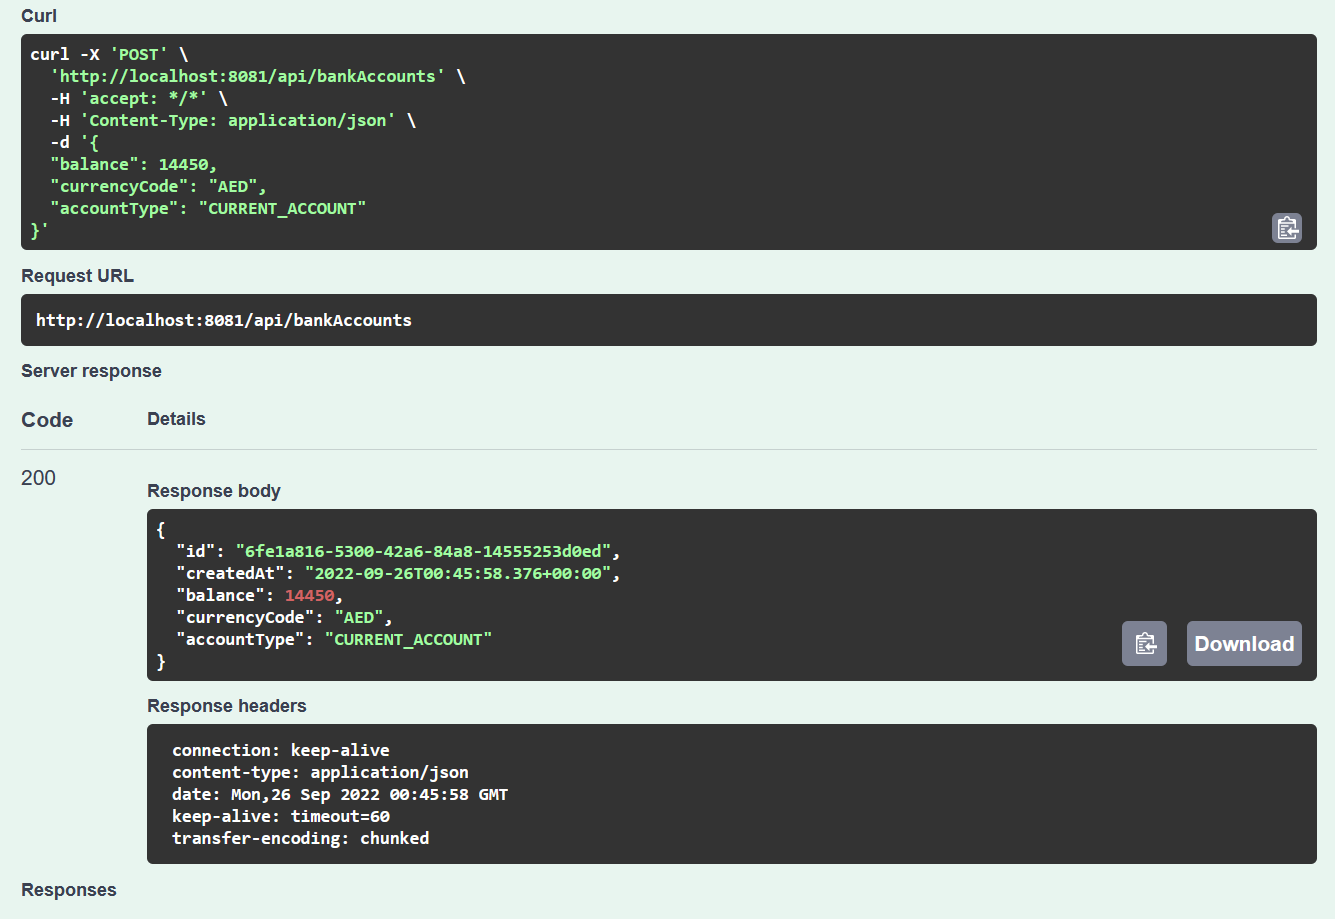 Curl
curl -X 'POST' \
  'http://localhost:8081/api/bankAccounts' \
  -H 'accept: */*' \
  -H 'Content-Type: application/json' \
  -d '{
  "balance": 14450,
  "currencyCode": "AED",
  "accountType": "CURRENT_ACCOUNT"
}'
Request URL
http://localhost:8081/api/bankAccounts
Server response
Code Details
200
Response body
{
  "id": "6fe1a816-5300-42a6-84a8-14555253d0ed",
  "createdAt": "2022-09-26T00:45:58.376+00:00",
  "balance": 14450,
  "currencyCode": "AED",
  "accountType": "CURRENT_ACCOUNT"
}
Download
Response headers
connection: keep-alive
content-type: application/json
date: Mon,26 Sep 2022 00:45:58 GMT
keep-alive: timeout=60
transfer-encoding: chunked
Responses